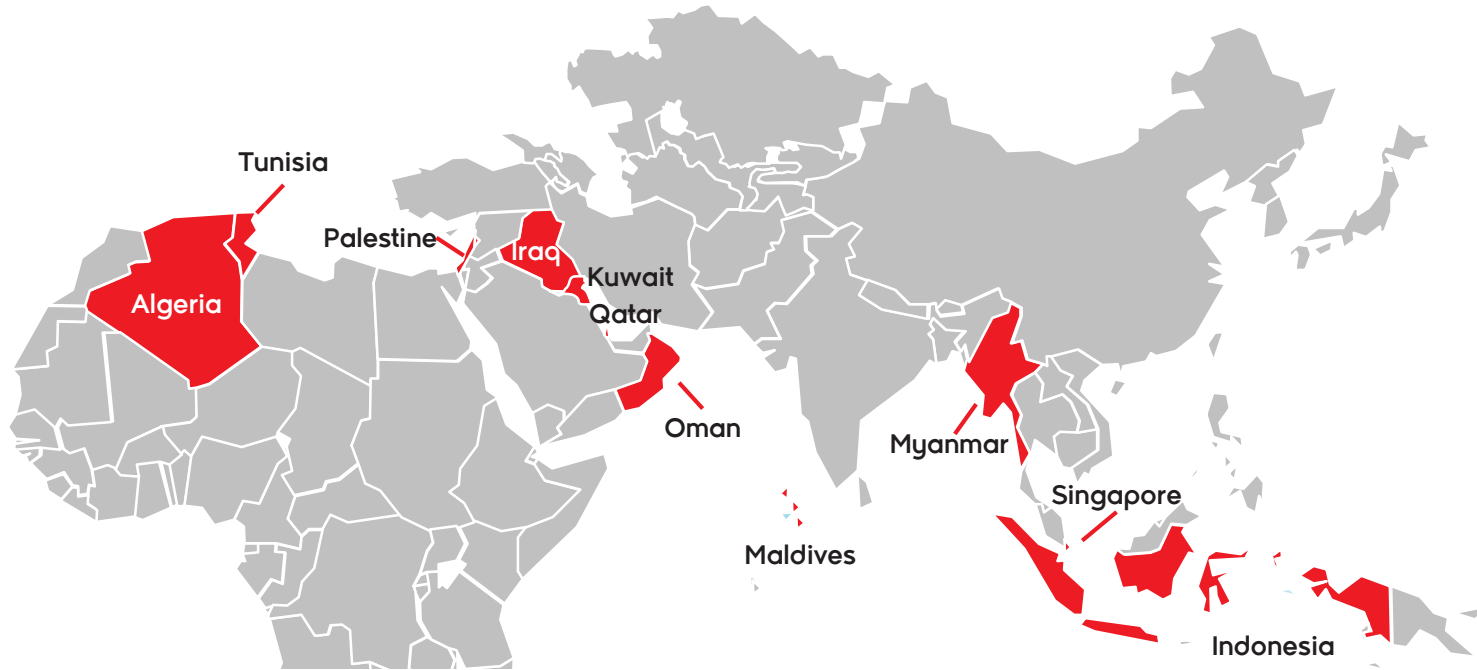 Tunisia
Palestine
Iraq
Kuwait
Algeria
Qatar
Oman
Myanmar
Singapore
Maldives
Indonesia